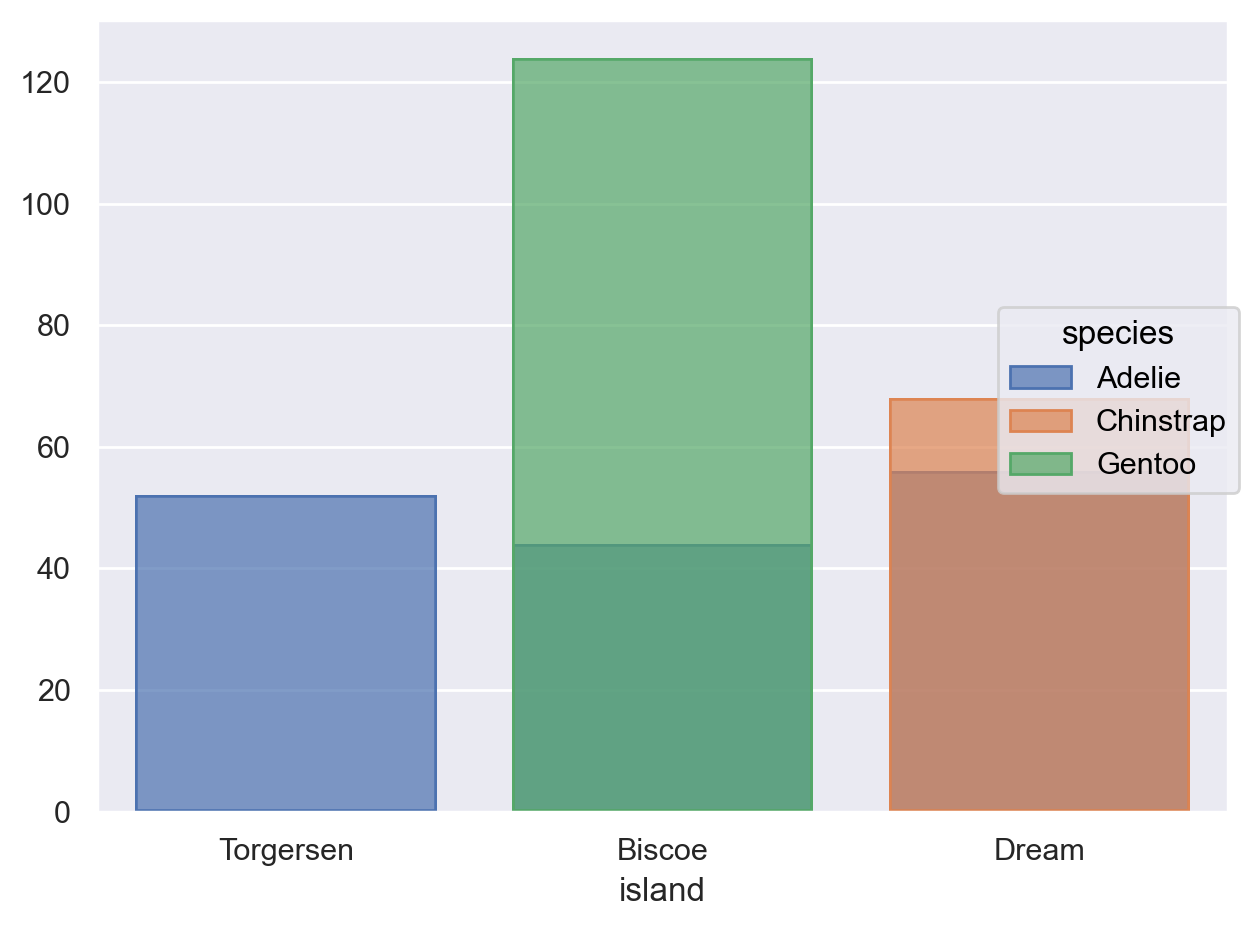 120
100
80
60
40
20
0
species
Adelie
Chinstrap
Gentoo
Torgersen Biscoe Dream
island